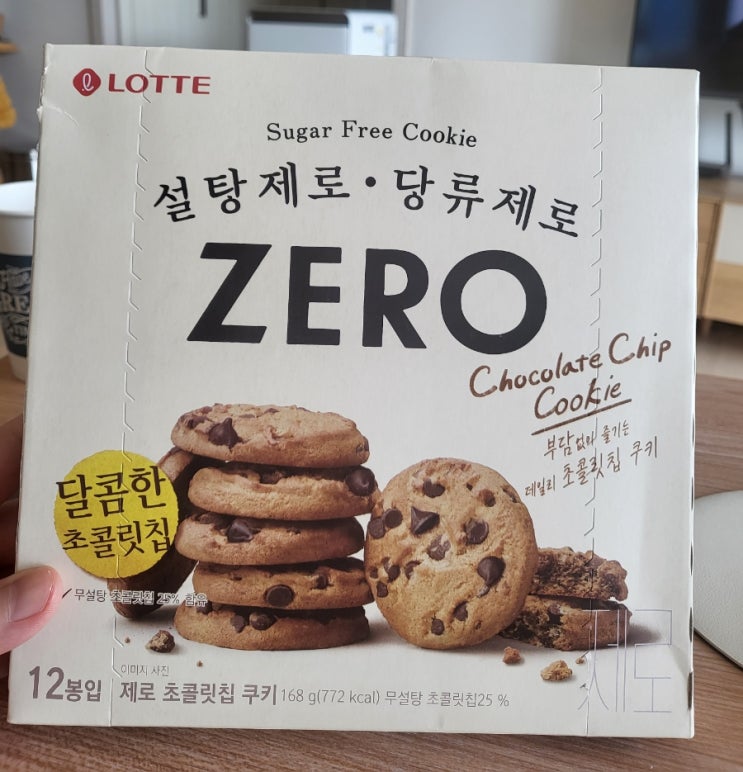 LOTTE
Sugar Free Cookie
설탕제로·당류제로
ZERO
Chocolate Chip
Cookie
부담없이 즐기는
데일리 초콜릿칩 쿠키
달콤한
초콜릿칩
무설탕 초콜릿칩 25% 함유
이미지 사진
12봉입 제로 초콜릿칩 쿠키 168 g(772 kcal) 무설탕 초콜릿칩25 %
제로